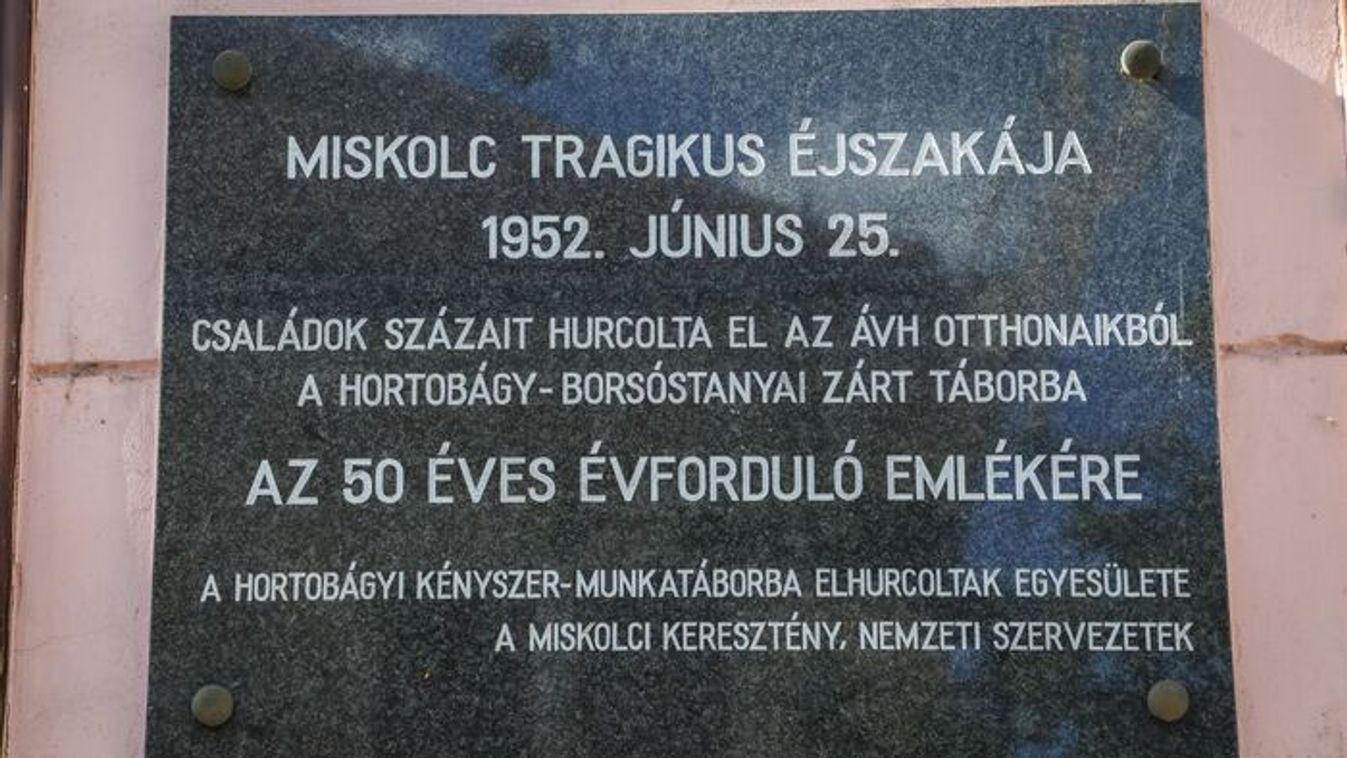 MISKOLC TRAGIKUS ÉJSZAKÁJA
1952. JÚNIUS 25.
CSALÁDOK SZÁZAIT HURCOLTA EL AZ ÁVH OTTHONAIKBÓL
A HORTOBÁGY-BORSÓSTANYAI ZÁRT TÁBORBA
AZ 50 ÉVES ÉVFORDULÓ EMLÉKÉRE
A HORTOBÁGYI KÉNYSZER-MUNKATÁBORBA ELHURCOLTAK EGYESÜLETE
A MISKOLCI KERESZTÉNY, NEMZETI SZERVEZETEK